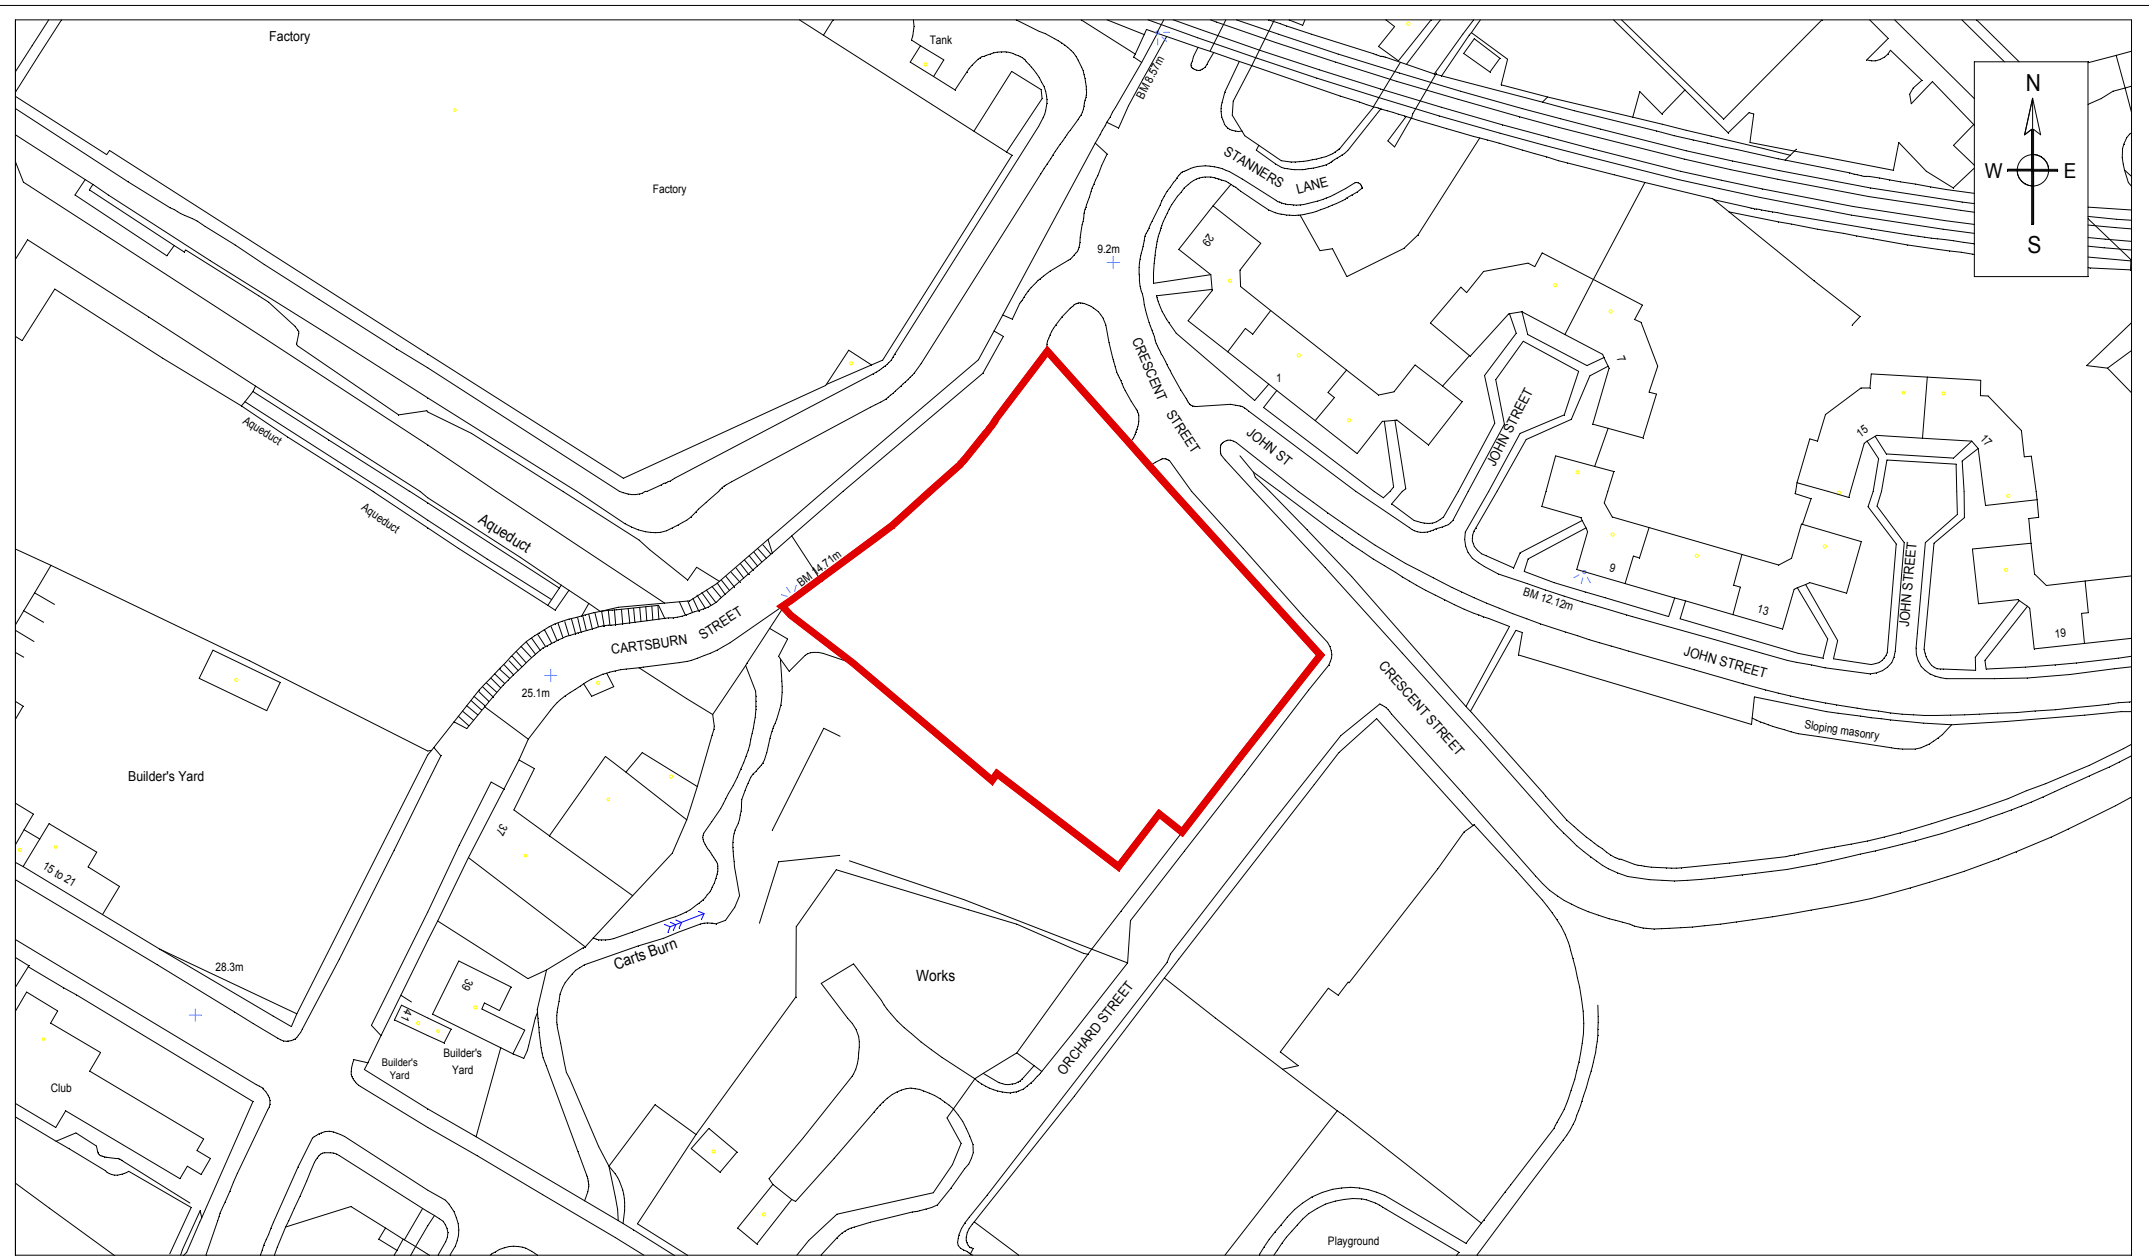 Factory
Tank
BM 8.57m
N
W E
S
STANNERS LANE
Factory
29
9.2m
CRESCENT STREET
1
7
JOHN STREET
JOHN ST
15
17
Aqueduct
Aqueduct
Aqueduct
BM 14.71m
9
BM 12.12m
13
JOHN STREET
19
CARTSBURN STREET
25.1m
JOHN STREET
CRESCENT STREET
Sloping masonry
Builder's Yard
37
15 to 21
Carts Burn
28.3m
39
41
Works
ORCHARD STREET
Builder's
Yard
Builder's
Yard
Club
Playground